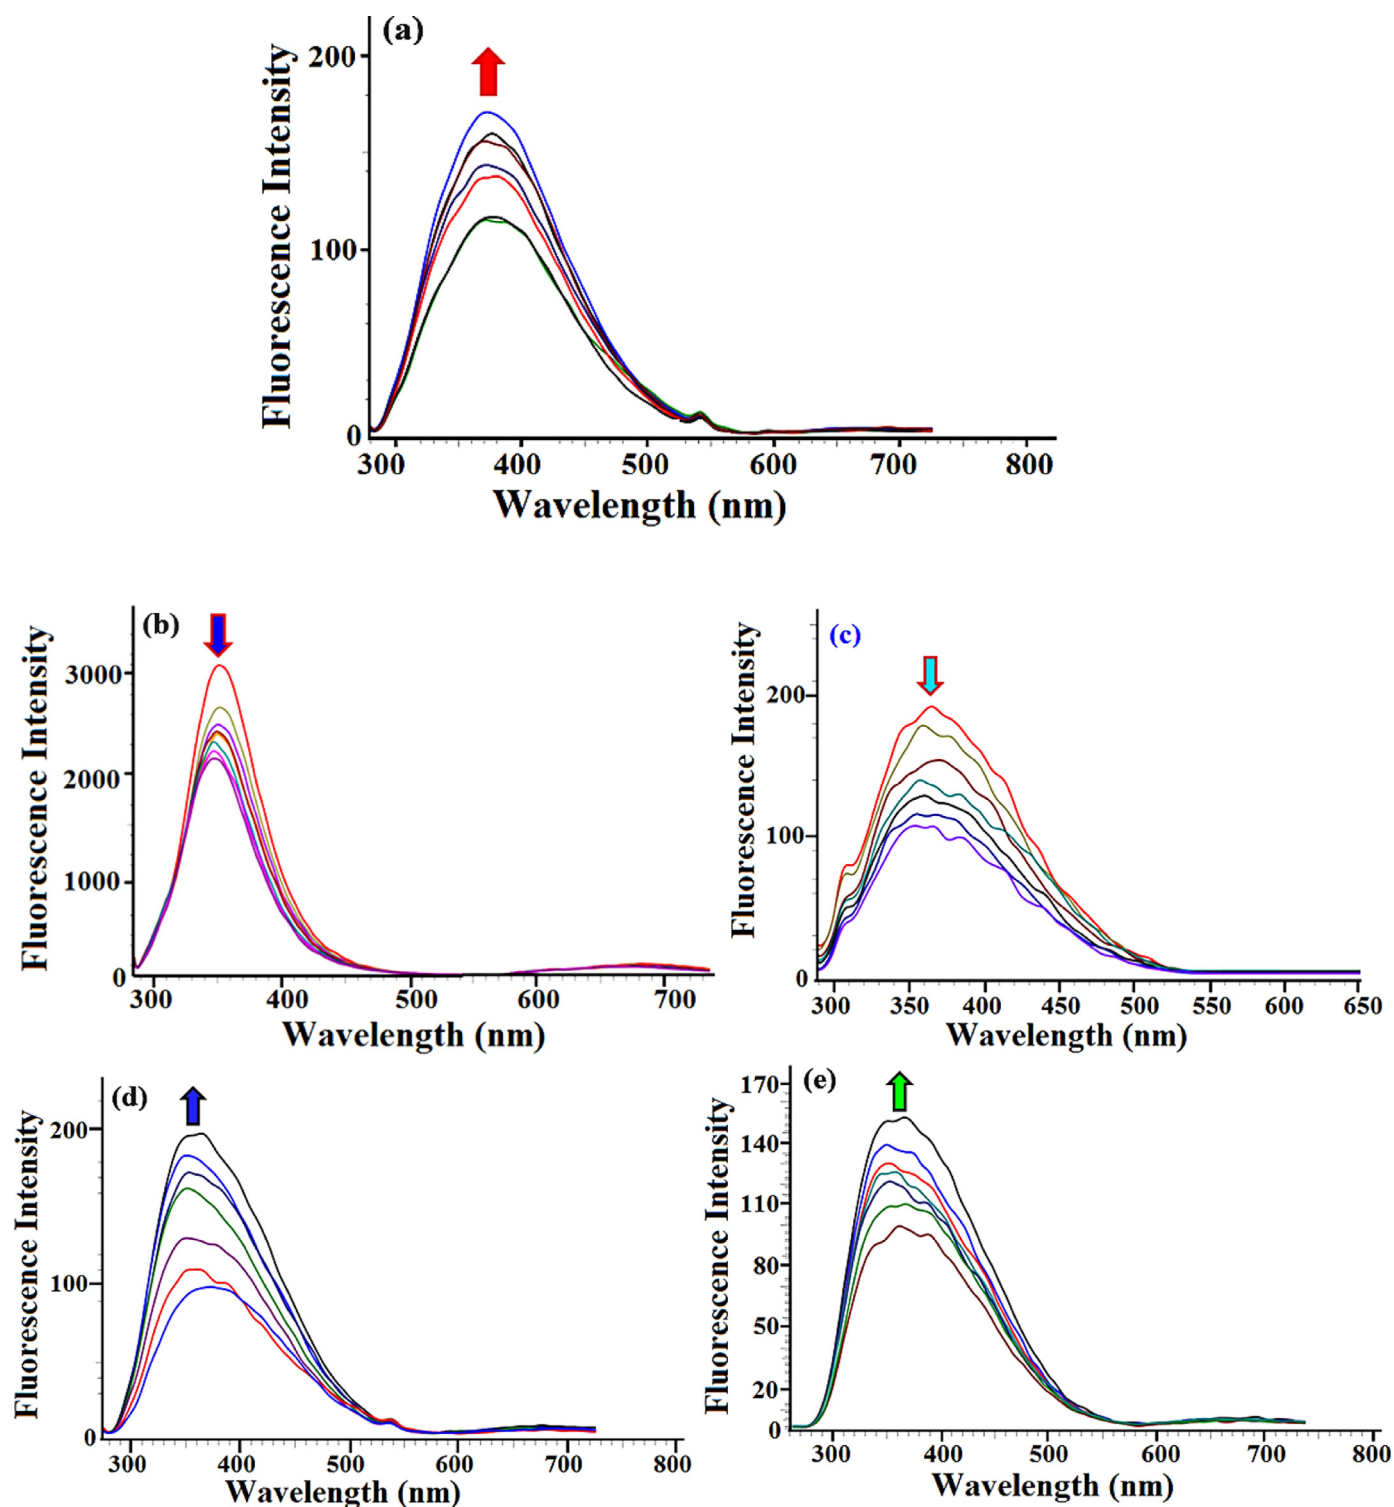 (a)
Fluorescence Intensity
200
100
0
300 400 500 600 700 800
Wavelength (nm)
(b)
Fluorescence Intensity
3000
2000
1000
0
300 400 500 600 700
Wavelength (nm)
(c)
Fluorescence Intensity
200
100
0
300 350 400 450 500 550 600 650
Wavelength (nm)
(d)
Fluorescence Intensity
200
100
0
300 400 500 600 700 800
Wavelength (nm)
(e)
Fluorescence Intensity
170
140
110
80
50
20
0
300 400 500 600 700 800
Wavelength (nm)